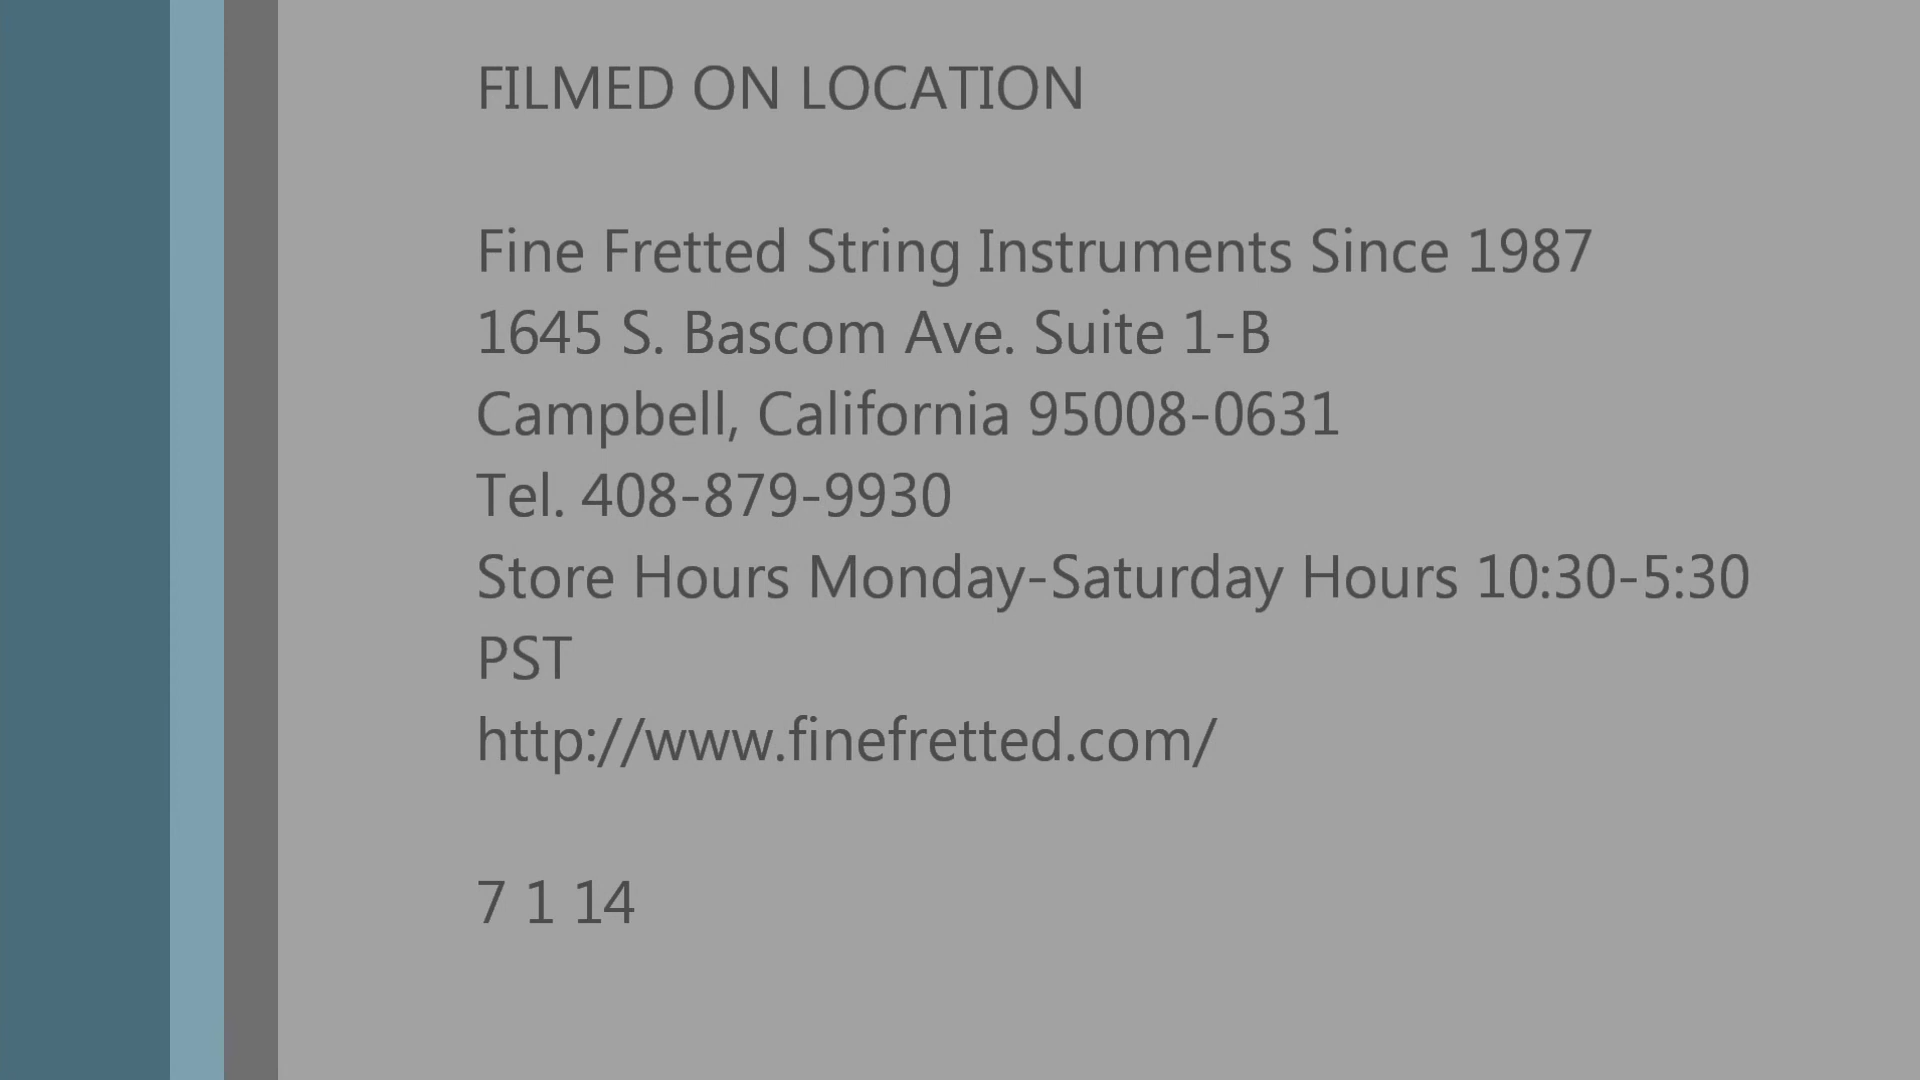 FILMED ON LOCATION
Fine Fretted String Instruments Since 1987
1645 S. Bascom Ave. Suite 1-B
Campbell, California 95008-0631
Tel. 408-879-9930
Store Hours Monday-Saturday Hours 10:30-5:30
PST
http://www.finefretted.com/
7 1 14